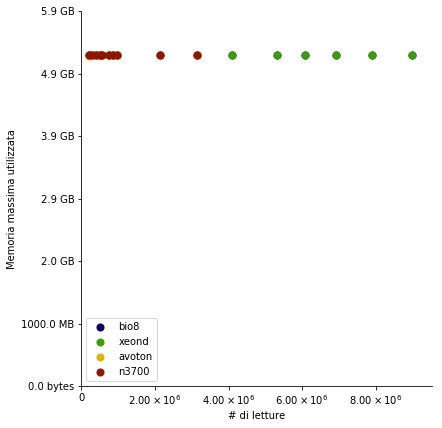 5.9 GB
4.9 GB
3.9 GB
2.9 GB
2.0 GB
1000.0 MB
0.0 bytes
Memoria massima utilizzata
bio8
xeond
avoton
n3700
0
2.00 × 10⁶
4.00 × 10⁶
6.00 × 10⁶
8.00 × 10⁶
# di letture